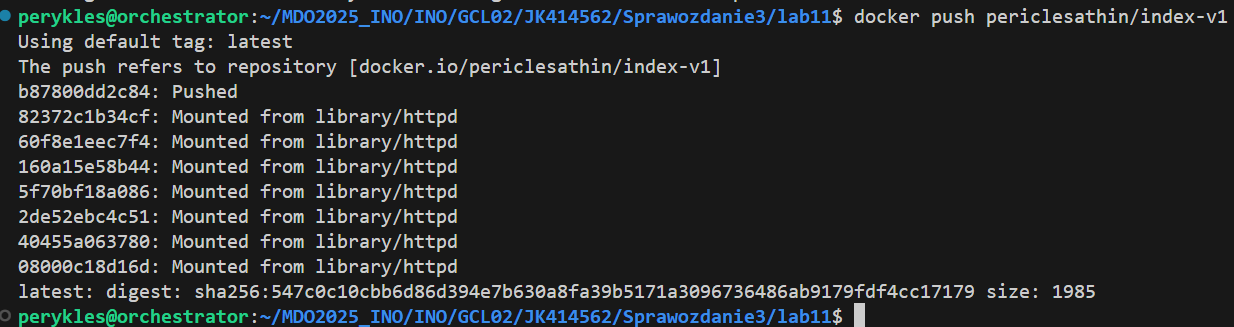 perykles@orchestrator:~/MDO2025_INO/INO/GCL02/JK414562/Sprawozdanie3/lab11$ docker push periclesathin/index-v1
Using default tag: latest
The push refers to repository [docker.io/periclesathin/index-v1]
b87800dd2c84: Pushed
82372c1b34cf: Mounted from library/httpd
60f8e1eec7f4: Mounted from library/httpd
160a15e58b44: Mounted from library/httpd
5f70bf18a086: Mounted from library/httpd
2de52ebc4c51: Mounted from library/httpd
40455a063780: Mounted from library/httpd
08000c18d16d: Mounted from library/httpd
latest: digest: sha256:547c0c10cbb6d86d394e7b630a8fa39b5171a3096736486ab9179fdf4cc17179 size: 1985
perykles@orchestrator:~/MDO2025_INO/INO/GCL02/JK414562/Sprawozdanie3/lab11$